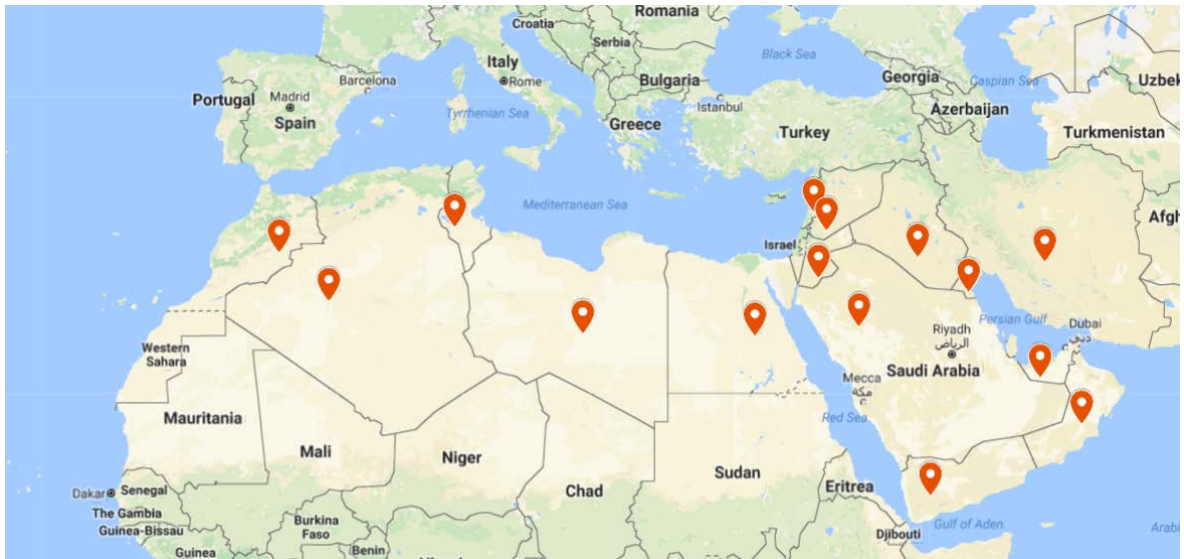 Romania
Croatia
Serbia
Black Sea
Georgia
Caspian Sea
Italy
Rome
Bulgaria
Istanbul
Azerbaijan
Barcelona
Portugal
Madrid
Spain
Tyrrhenian Sea
Greece
Turkey
Turkmenistan
Mediterranean Sea
Israel
Persian Gulf
Dubai
دبي
Riyadh
الرياض
Western
Sahara
Mecca
مكة
Saudi Arabia
Red Sea
Mauritania
Mali
Niger
Chad
Sudan
Eritrea
Dakar
Senegal
The Gambia
Guinea-Bissau
Guinea
Burkina
Faso
Benin
Djibouti
Gulf of Aden